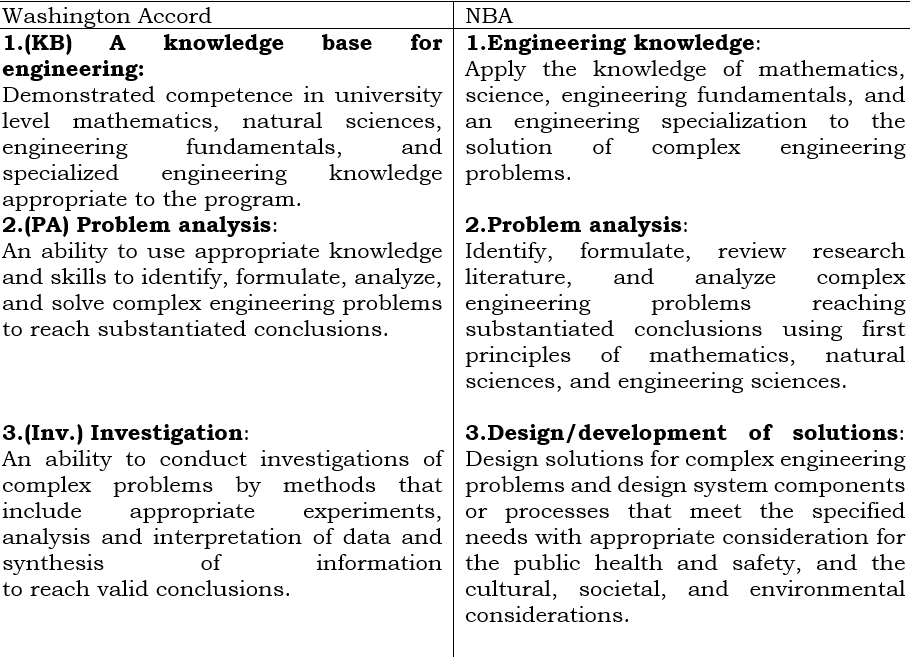 Washington Accord
1.(KB) A knowledge base for
engineering:
Demonstrated competence in university
level mathematics, natural sciences,
engineering fundamentals, and
specialized engineering knowledge
appropriate to the program.
2.(PA) Problem analysis:
An ability to use appropriate knowledge
and skills to identify, formulate, analyze,
and solve complex engineering problems
to reach substantiated conclusions.
3.(Inv.) Investigation:
An ability to conduct investigations of
complex problems by methods that
include appropriate experiments,
analysis and interpretation of data and
synthesis of information
to reach valid conclusions.
NBA
1.Engineering knowledge:
Apply the knowledge of mathematics,
science, engineering fundamentals, and
an engineering specialization to the
solution of complex engineering
problems.
2.Problem analysis:
Identify, formulate, review research
literature, and analyze complex
engineering problems reaching
substantiated conclusions using first
principles of mathematics, natural
sciences, and engineering sciences.
3.Design/development of solutions:
Design solutions for complex engineering
problems and design system components
or processes that meet the specified
needs with appropriate consideration for
the public health and safety, and the
cultural, societal, and environmental
considerations.